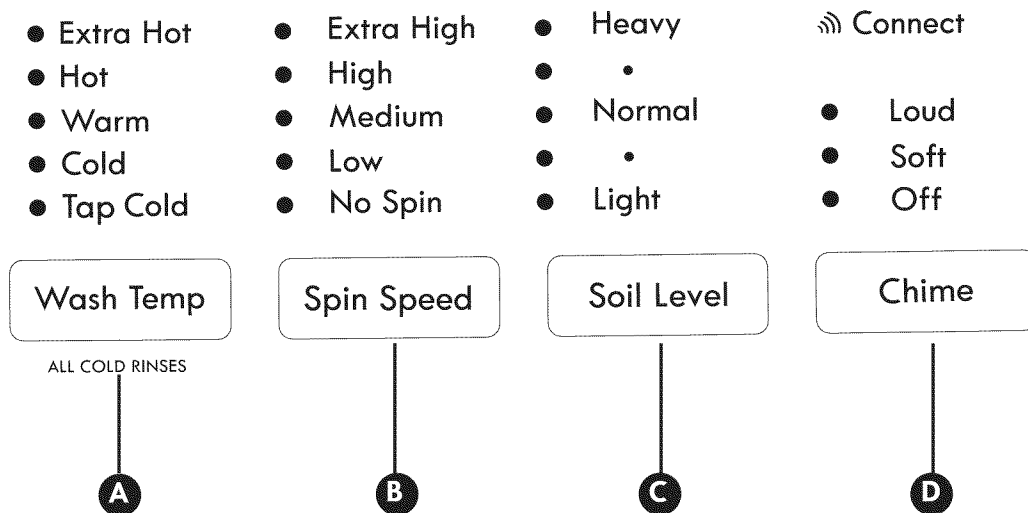 Extra Hot
Hot
Warm
Cold
Tap Cold
Wash Temp
ALL COLD RINSES
A
Extra High
High
Medium
Low
No Spin
Spin Speed
B
Heavy
Normal
Light
Soil Level
C
Connect
Loud
Soft
Off
Chime
D